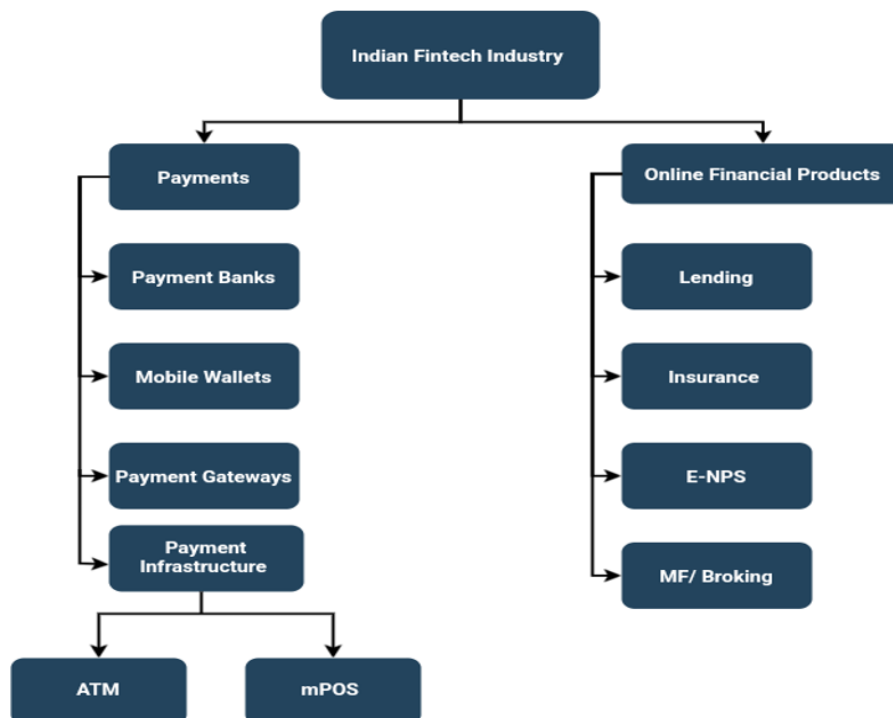 Indian Fintech Industry
Payments
Online Financial Products
Payment Banks
Lending
Mobile Wallets
Insurance
Payment Gateways
E-NPS
Payment
Infrastructure
MF/ Broking
ATM
mPOS